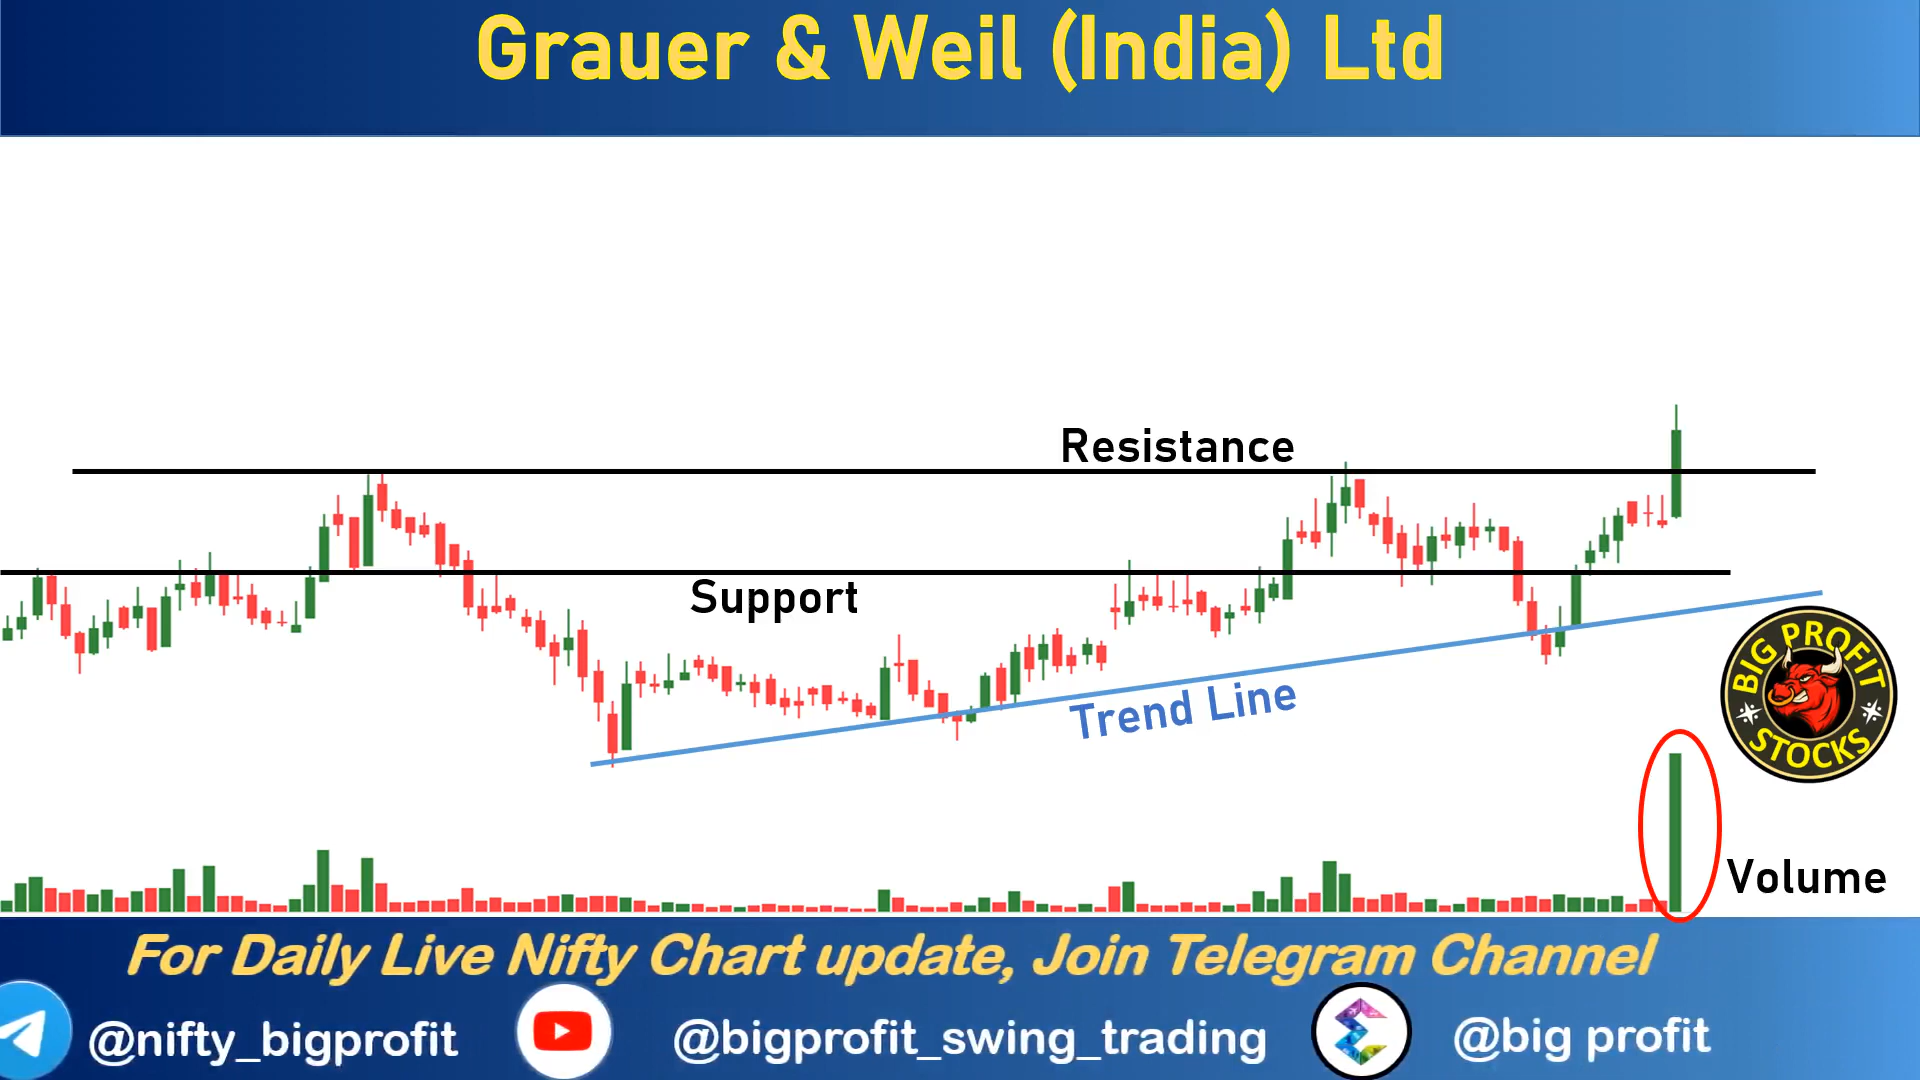 Grauer & Weil (India) Ltd
Resistance
Support
Trend Line
BIG PROFIT
STOCKS
Volume
For Daily Live Nifty Chart update, Join Telegram Channel
@nifty_bigprofit
@bigprofit_swing_trading
@big profit